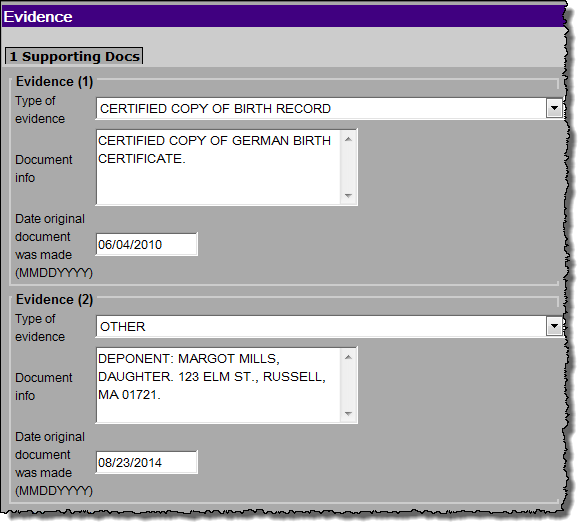 Evidence
1 Supporting Docs
Evidence (1)
Type of
evidence
CERTIFIED COPY OF BIRTH RECORD
Document
info
CERTIFIED COPY OF GERMAN BIRTH
CERTIFICATE.
Date original
document
was made
(MMDDYYYY)
06/04/2010
Evidence (2)
Type of
evidence
OTHER
Document
info
DEPONENT: MARGOT MILLS,
DAUGHTER. 123 ELM ST., RUSSELL,
MA 01721.
Date original
document
was made
(MMDDYYYY)
08/23/2014